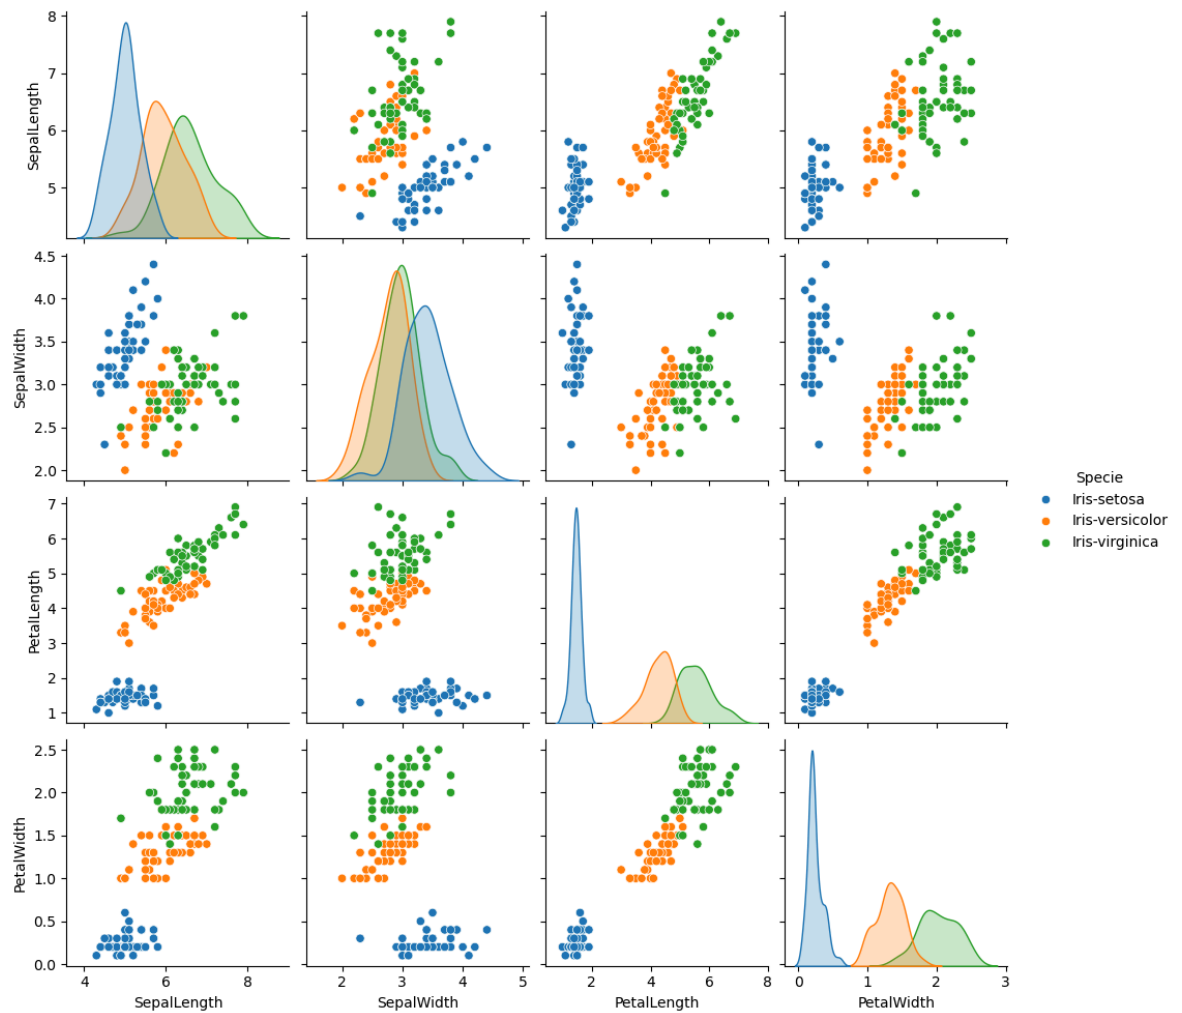 8
7
6
5
SepalLength
4.5
4.0
3.5
3.0
2.5
2.0
SepalWidth
Specie
Iris-setosa
Iris-versicolor
Iris-virginica
7
6
5
4
3
2
1
PetalLength
2.5
2.0
1.5
1.0
0.5
0.0
PetalWidth
4 6 8 2 3 4 5 2 4 6 8 0 1 2 3
SepalLength SepalWidth PetalLength PetalWidth